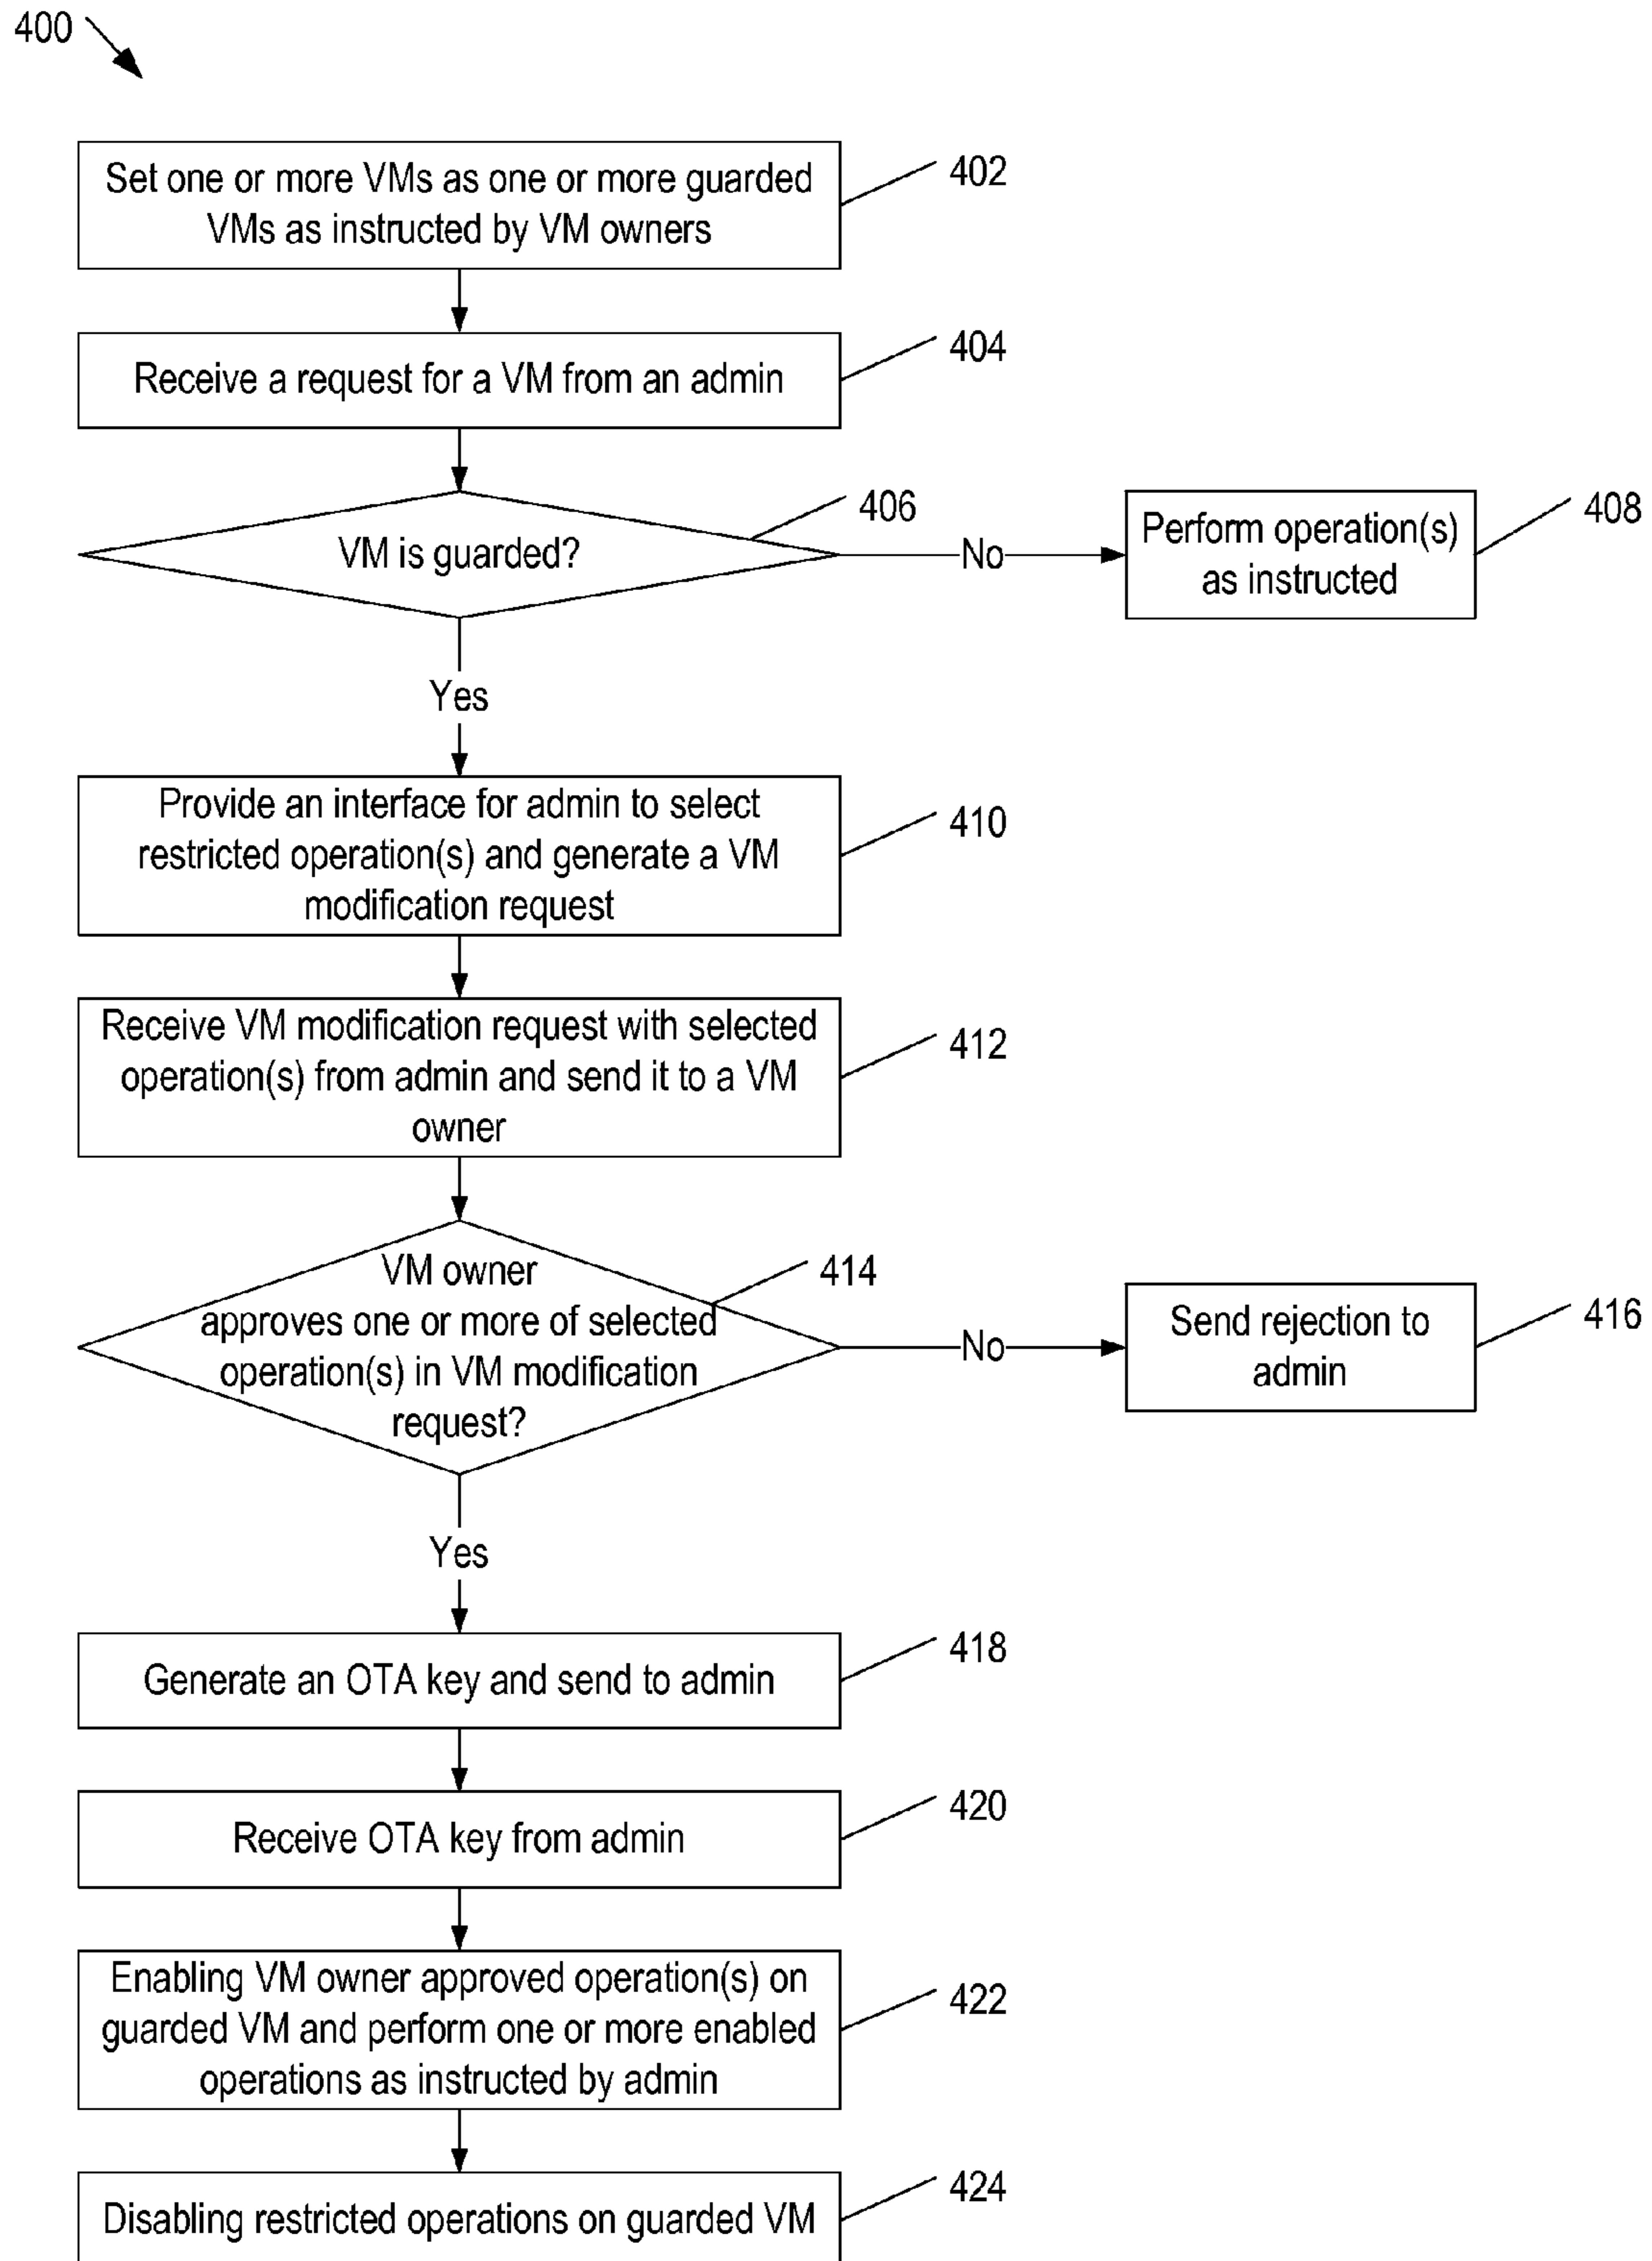 400
Set one or more VMs as one or more guarded
VMs as instructed by VM owners
402
Receive a request for a VM from an admin
404
VM is guarded?
406
No
Perform operation(s)
as instructed
408
Yes
Provide an interface for admin to select
restricted operation(s) and generate a VM
modification request
410
Receive VM modification request with selected
operation(s) from admin and send it to a VM
owner
412
VM owner
approves one or more of selected
operation(s) in VM modification
request?
414
No
Send rejection to
admin
416
Yes
Generate an OTA key and send to admin
418
Receive OTA key from admin
420
Enabling VM owner approved operation(s) on
guarded VM and perform one or more enabled
operations as instructed by admin
422
Disabling restricted operations on guarded VM
424